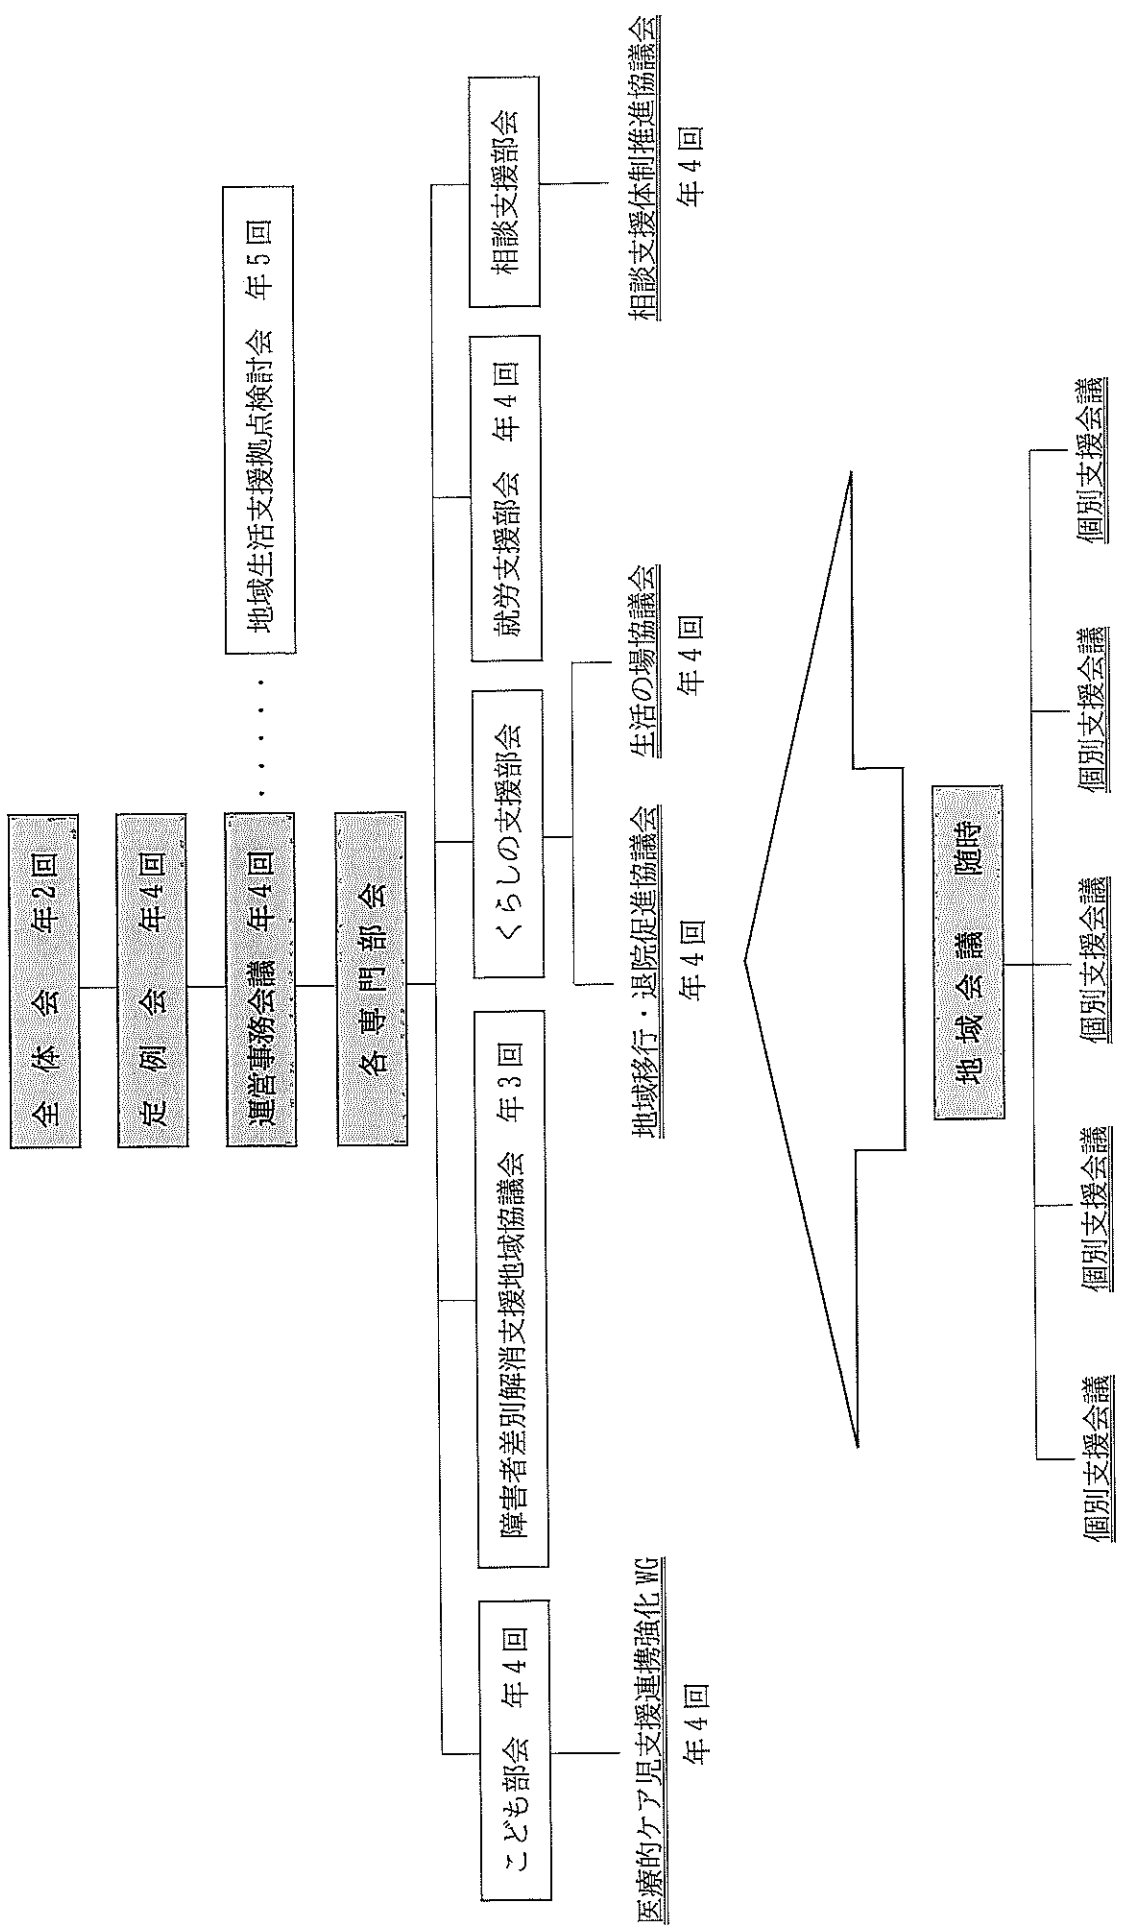 全体会　年2回
定例会　年4回
運営事務会議　年4回
・・・・・
地域生活支援拠点検討会　年5回
各専門部会
こども部会　年4回
障害者差別解消支援地域協議会　年3回
くらしの支援部会
就労支援部会　年4回
相談支援部会
医療的ケア児支援連携強化WG
年4回
地域移行・退院促進協議会
年4回
生活の場協議会
年4回
相談支援体制推進協議会
年4回
地域会議　随時
個別支援会議
個別支援会議
個別支援会議
個別支援会議
個別支援会議